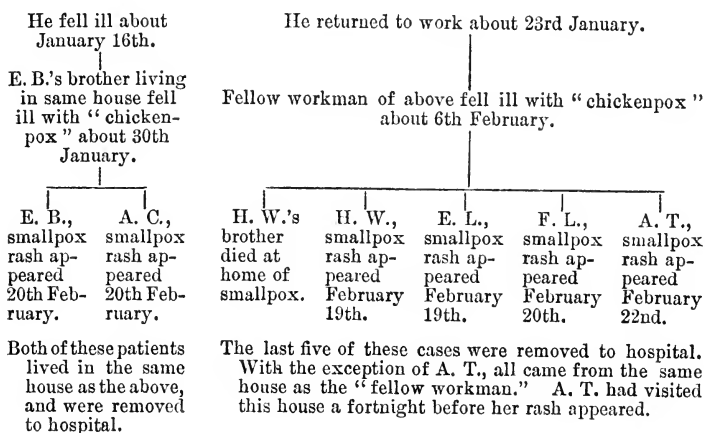 He fell ill about
January 16th.
He returned to work about 23rd January.
E. B.'s brother living
in same house fell
ill with "chicken-
pox" about 30th
January.
Fellow workman of above fell ill with "chickenpox"
about 6th February.
E. B.,
smallpox
rash ap-
peared
20th Feb-
ruary.
A. C.,
smallpox
rash ap-
peared
20th Feb-
ruary.
H. W.'s
brother
died at
home of
smallpox.
H. W.,
smallpox
rash ap-
peared
February
19th.
E. L.,
smallpox
rash ap-
peared
February
19th.
F. L.,
smallpox
rash ap-
peared
February
20th.
A. T.,
smallpox
rash ap-
peared
February
22nd.
Both of these patients
lived in the same
house as the above,
and were removed
to hospital.
The last five of these cases were removed to hospital.
With the exception of A. T., all came from the same
house as the "fellow workman." A. T. had visited
this house a fortnight before her rash appeared.